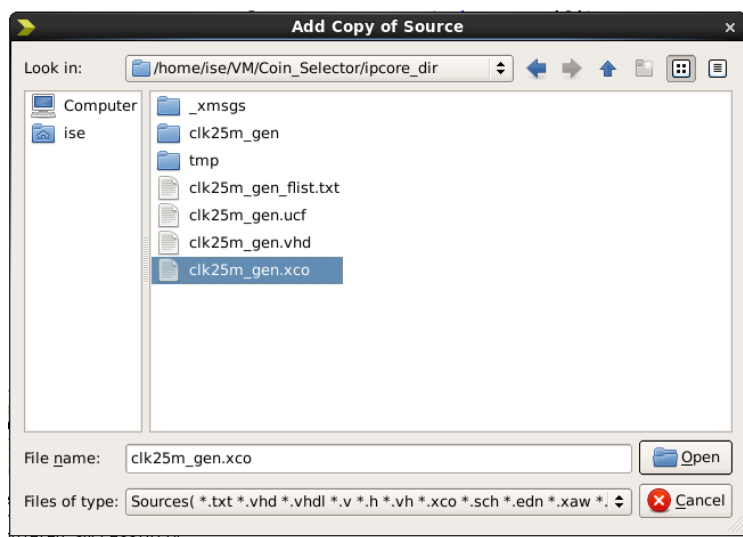 Add Copy of Source
Look in: /home/ise/VM/Coin_Selector/ipcore_dir
Computer
ise
_xmsgs
clk25m_gen
tmp
clk25m_gen_flist.txt
clk25m_gen.ucf
clk25m_gen.vhd
clk25m_gen.xco
File name: clk25m_gen.xco
Open
Files of type: Sources( *.txt *.vhd *.vhdl *.v *.h *.vh *.xco *.sch *.edn *.xaw *.
Cancel